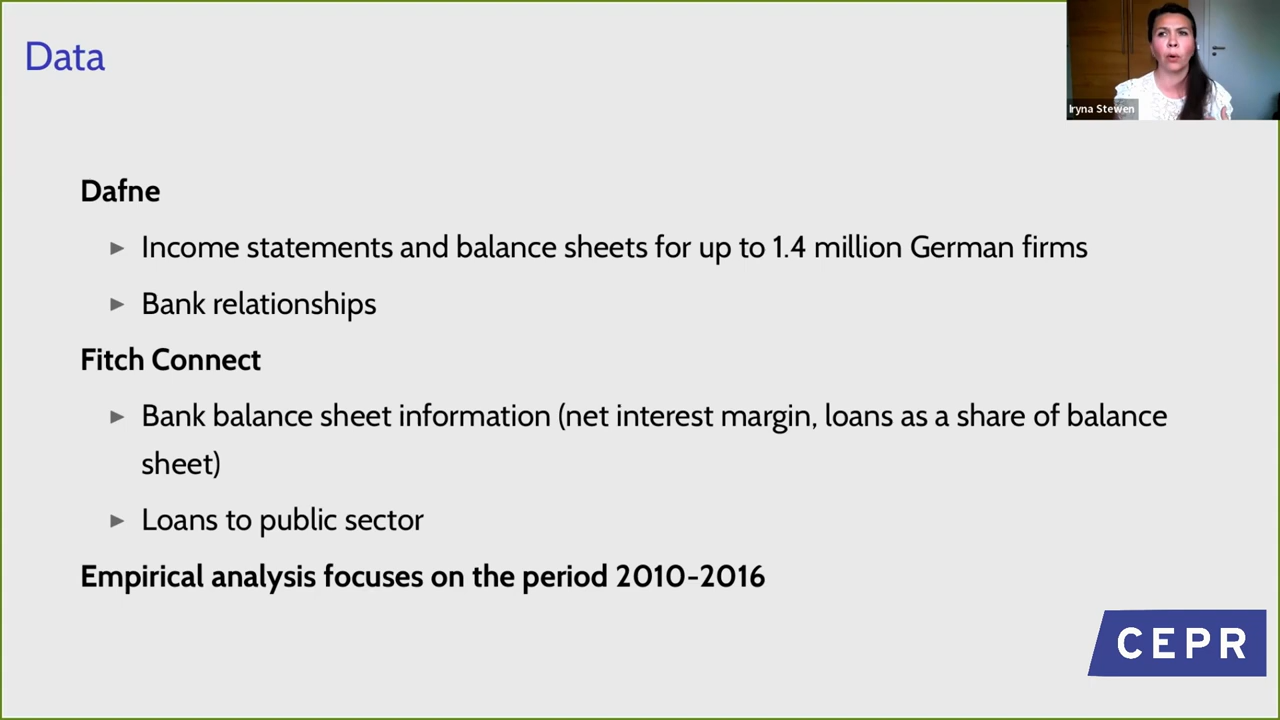 Data
Iryna Stewen
Dafne
► Income statements and balance sheets for up to 1.4 million German firms
► Bank relationships
Fitch Connect
► Bank balance sheet information (net interest margin, loans as a share of balance
sheet)
► Loans to public sector
Empirical analysis focuses on the period 2010-2016
CEPR